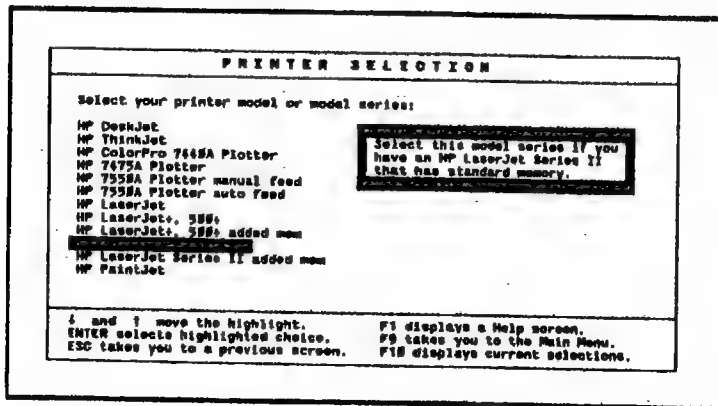 PRINTER SELECTION
Select your printer model or model series:
HP DeskJet
HP ThinkJet
HP ColorPro 7440A Plotter
HP 7475A Plotter
HP 7550A Plotter manual feed
HP 7550A Plotter auto feed
HP LaserJet
HP LaserJet+, 500+
HP LaserJet+, 500+ added mem
HP LaserJet Series II added mem
HP PaintJet
Select this model series if you
have an HP LaserJet Series II
that has standard memory.
↓ and ↑ move the highlight.
ENTER selects highlighted choice.
ESC takes you to a previous screen.
F1 displays a Help screen.
F9 takes you to the Main Menu.
F10 displays current selections.